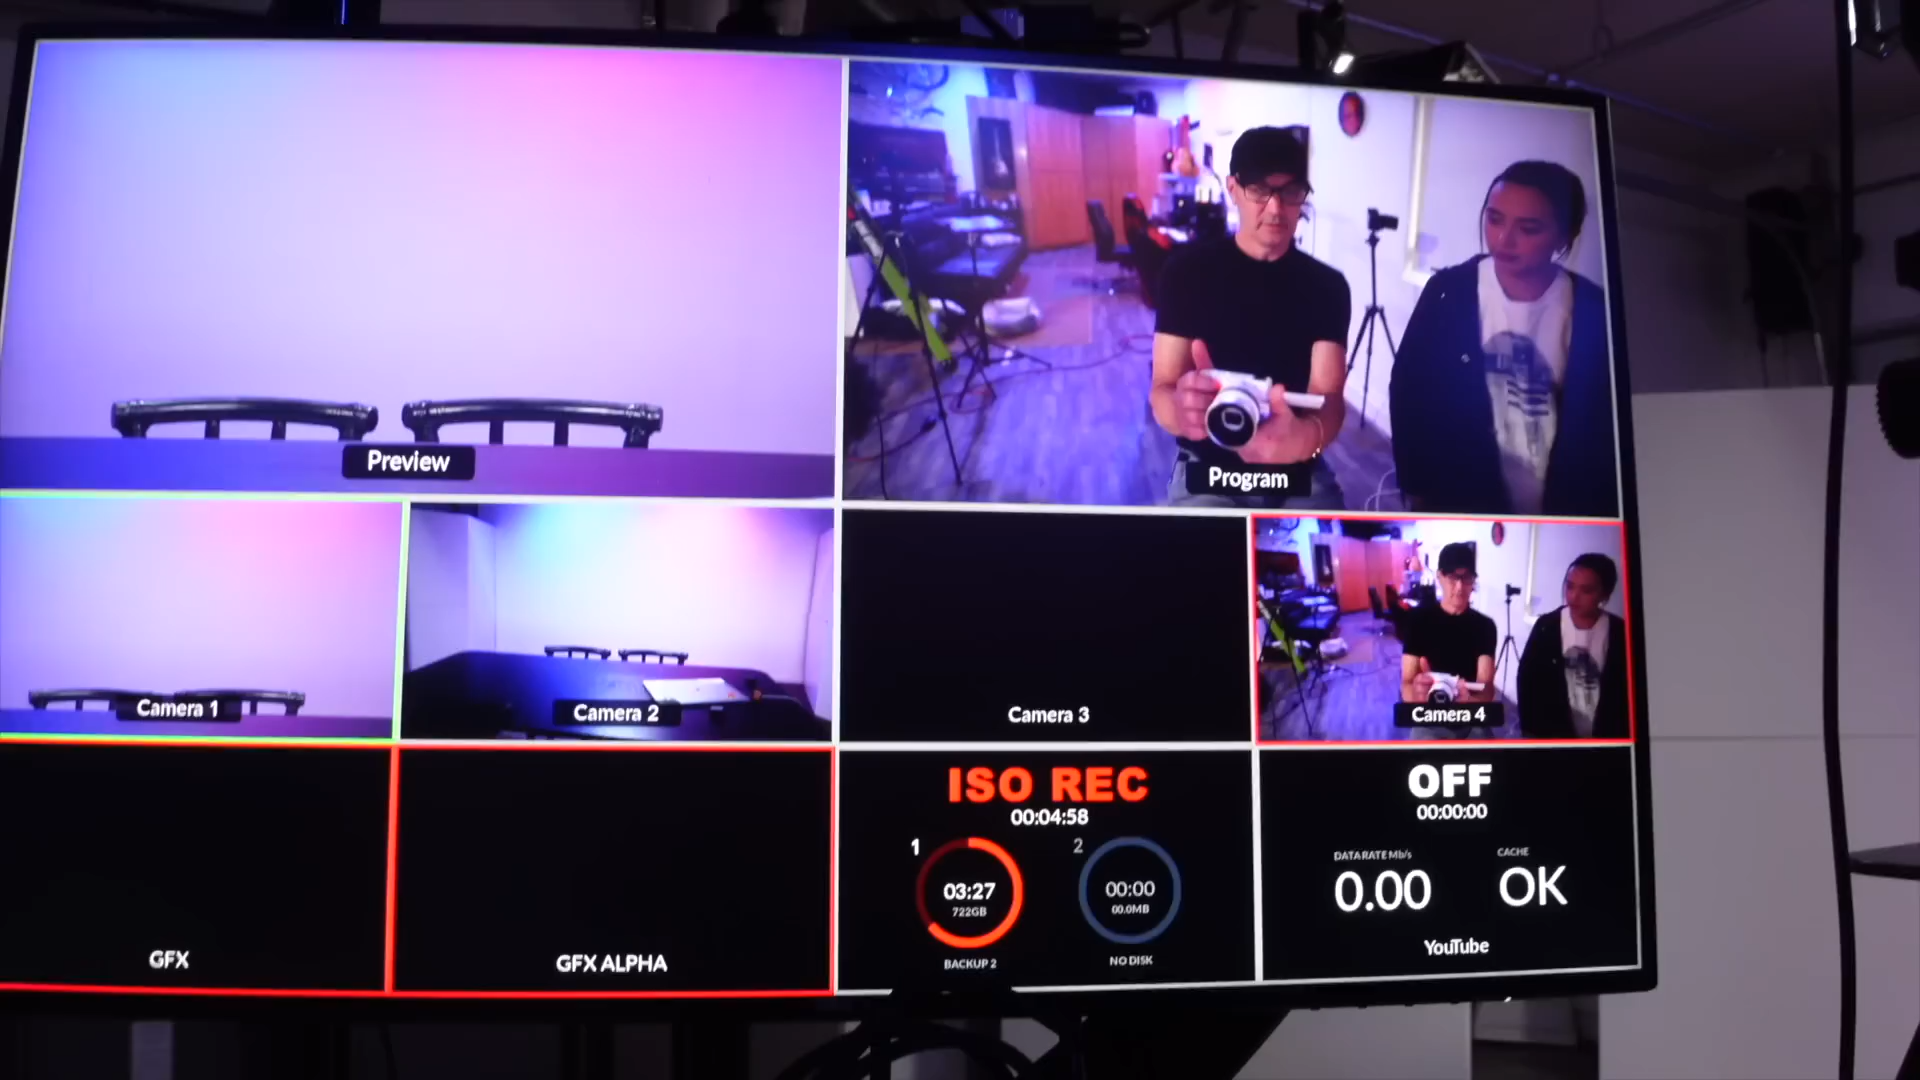 Preview
Program
Camera 1
Camera 2
Camera 3
Camera 4
GFX
GFX ALPHA
ISO REC
00:04:58
1
03:27
722GB
BACKUP 2
2
00:00
00.0MB
NO DISK
OFF
00:00:00
DATA RATE Mb/s
0.00
CACHE
OK
YouTube